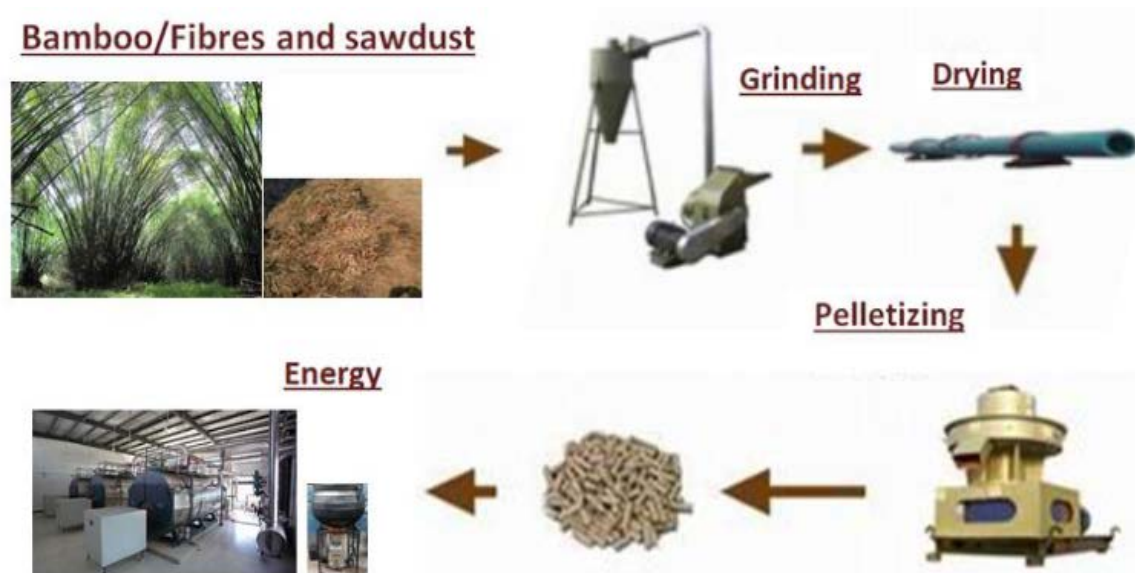 Bamboo/Fibres and sawdust
Grinding
Drying
Pelletizing
Energy